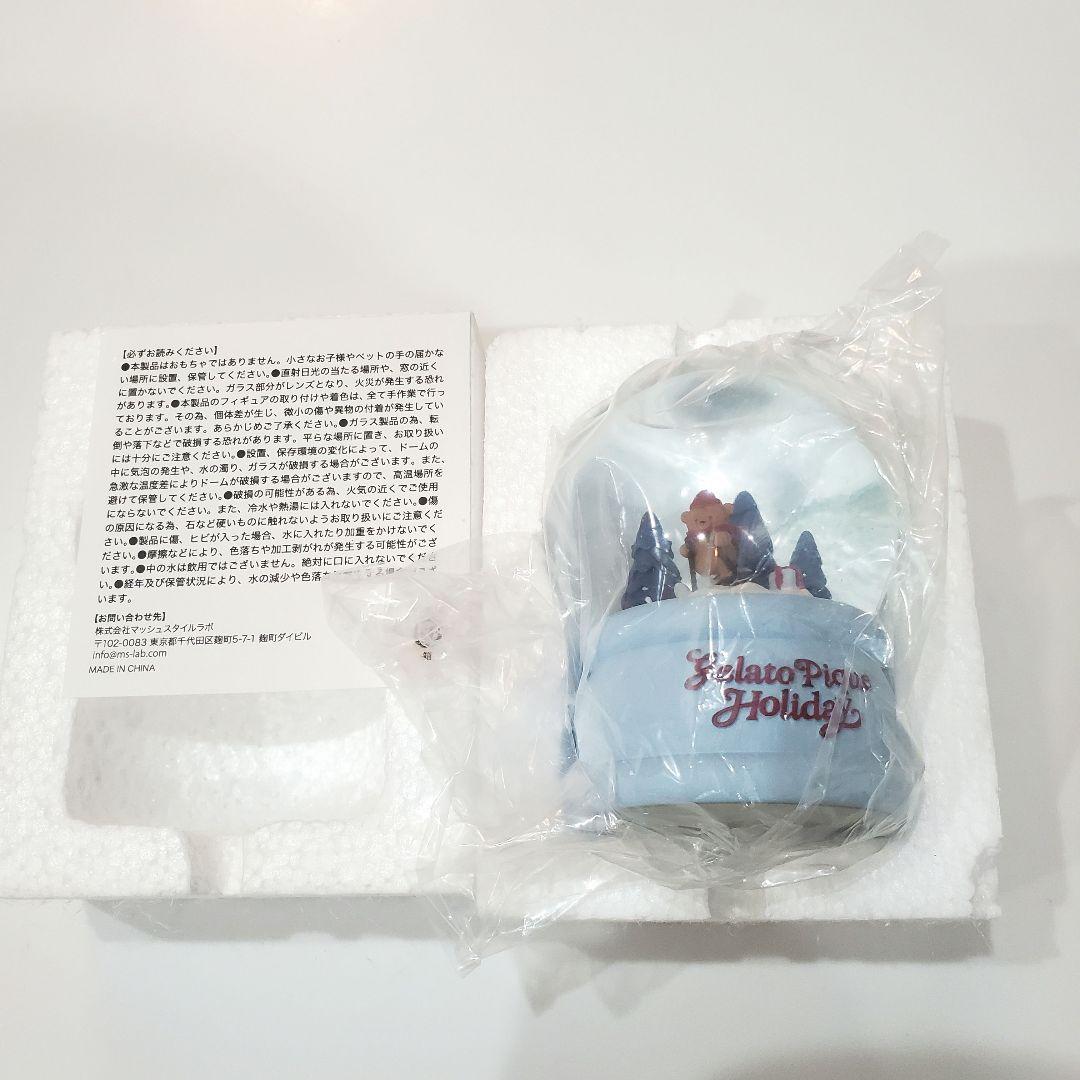 【必ずお読みください】
●本製品はおもちゃではありません。小さなお子様やペットの手の届かな
い場所に設置、保管してください。●直射日光の当たる場所や、窓の近く
に置かないでください。ガラス部分がレンズとなり、火災が発生する恐れ
があります。●本製品のフィギュアの取り付けや着色は、全て手作業で行っ
ております。その為、個体差が生じ、微小の傷や異物の付着が発生してい
ることがございます。あらかじめご了承ください。●ガラス製品の為、転
倒や落下などで破損する恐れがあります。平らな場所に置き、お取り扱い
には十分にご注意ください。●設置、保存環境の変化によって、ドームの
中に気泡の発生や、水の濁り、ガラスが破損する場合がございます。また、
急激な温度差によりドームが破損する場合がございますので、高温場所を
避けて保管してください。●破損の可能性がある為、火気の近くでご使用
にならないでください。また、冷水や熱湯には入れないでください。●傷
の原因になる為、石など硬いものに触れないようお取り扱いにご注意くだ
さい。●製品に傷、ヒビが入った場合、水に入れたり加重をかけないでく
ださい。●摩擦などにより、色落ちや加工剥がれが発生する可能性がござ
います。●中の水は飲用ではございません。絶対に口に入れないでくださ
い。●経年及び保管状況により、水の減少や色落
います。
【お問い合わせ先】
株式会社マッシュスタイルラボ
〒102-0083 東京都千代田区麹町5-7-1 麹町ダイビル
info@ms-lab.com
MADE IN CHINA
箱
Gelato Pique
Holiday